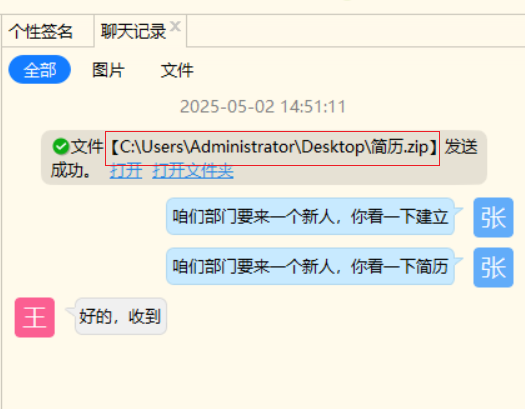 个性签名 聊天记录
全部 图片 文件
2025-05-02 14:51:11
文件【C:\Users\Administrator\Desktop\简历.zip】发送
成功。 打开 打开文件夹
咱们部门要来一个新人，你看一下建立 张
咱们部门要来一个新人，你看一下简历 张
王 好的，收到